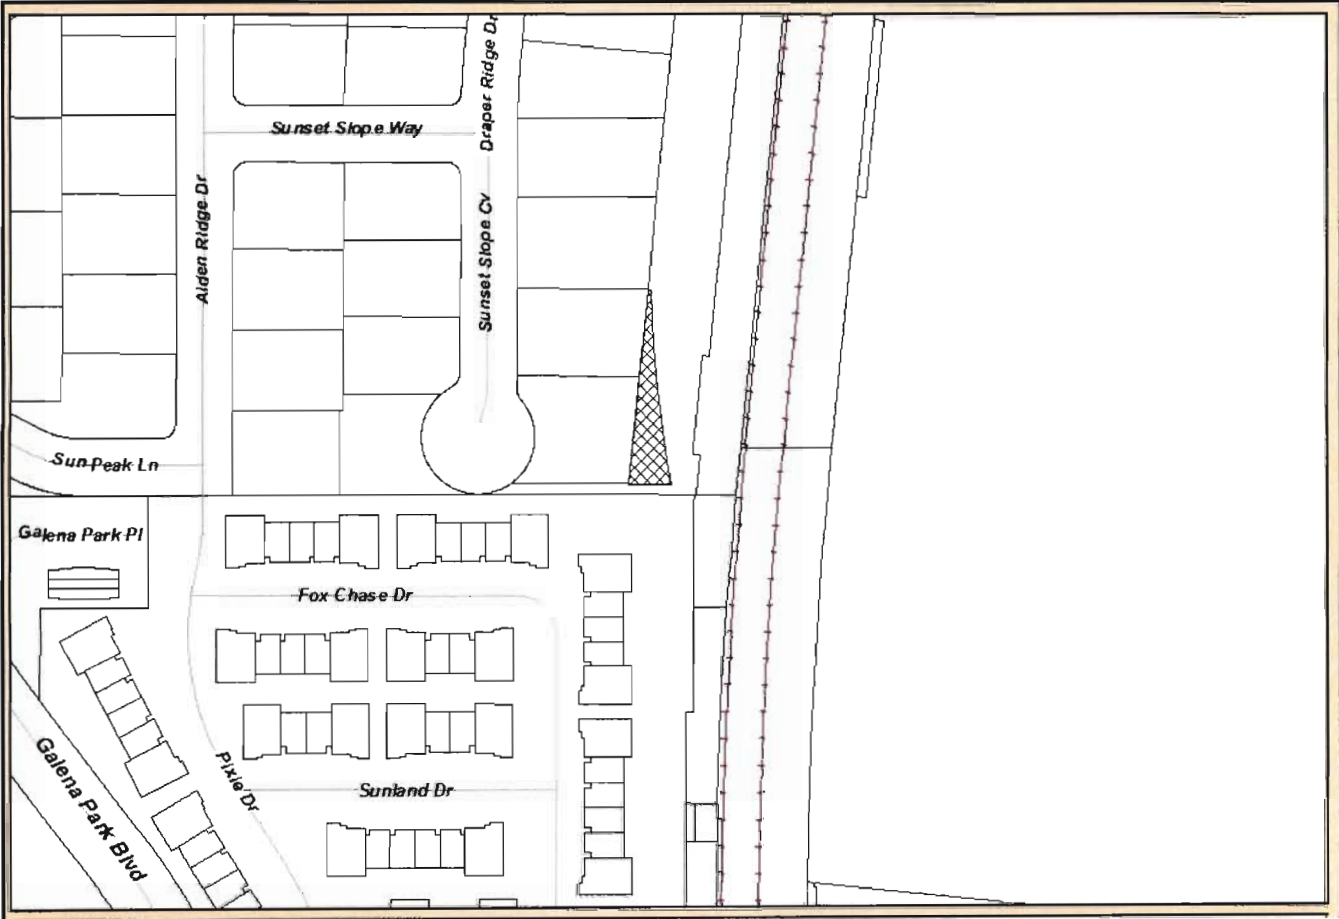 Draper Ridge Dr
Sunset Slope Way
Alden Ridge Dr
Sunset Slope Cv
Sun Peak Ln
Galena Park Pl
Fox Chase Dr
Pixie Dr
Sunland Dr
Galena Park Blvd